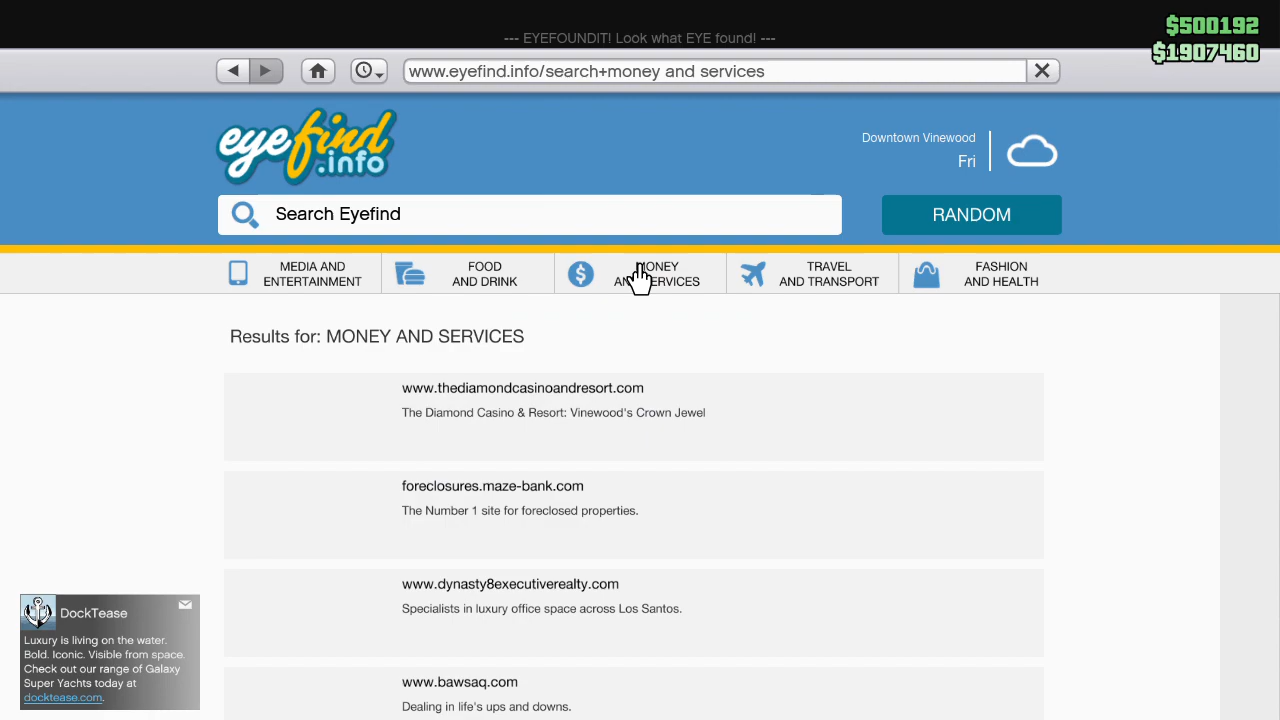 --- EYEFOUNDIT! Look what EYE found! ---
$500192
$1907460
www.eyefind.info/search+money and services
eyefind
.info
Downtown Vinewood
Fri
Search Eyefind
RANDOM
MEDIA AND
ENTERTAINMENT
FOOD
AND DRINK
MONEY
AND SERVICES
TRAVEL
AND TRANSPORT
FASHION
AND HEALTH
Results for: MONEY AND SERVICES
www.thediamondcasinoandresort.com
The Diamond Casino & Resort: Vinewood's Crown Jewel
foreclosures.maze-bank.com
The Number 1 site for foreclosed properties.
www.dynasty8executiverealty.com
Specialists in luxury office space across Los Santos.
www.bawsaq.com
Dealing in life's ups and downs.
DockTease
Luxury is living on the water.
Bold. Iconic. Visible from space.
Check out our range of Galaxy
Super Yachts today at
docktease.com.